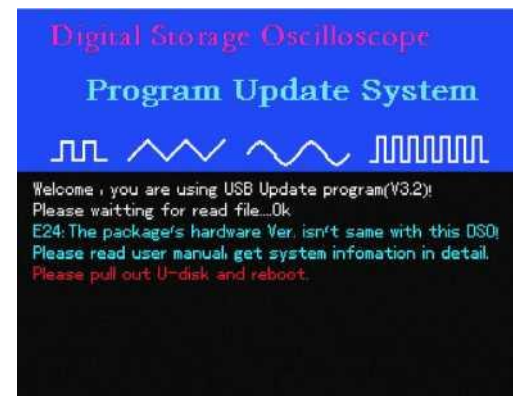 Digital Storage Oscilloscope
Program Update System
Welcome , you are using USB Update program(V3.2)!
Please waitting for read file....Ok
E24: The package's hardware Ver. isn't same with this DSO!
Please read user manual, get system infomation in detail.
Please pull out U-disk and reboot.